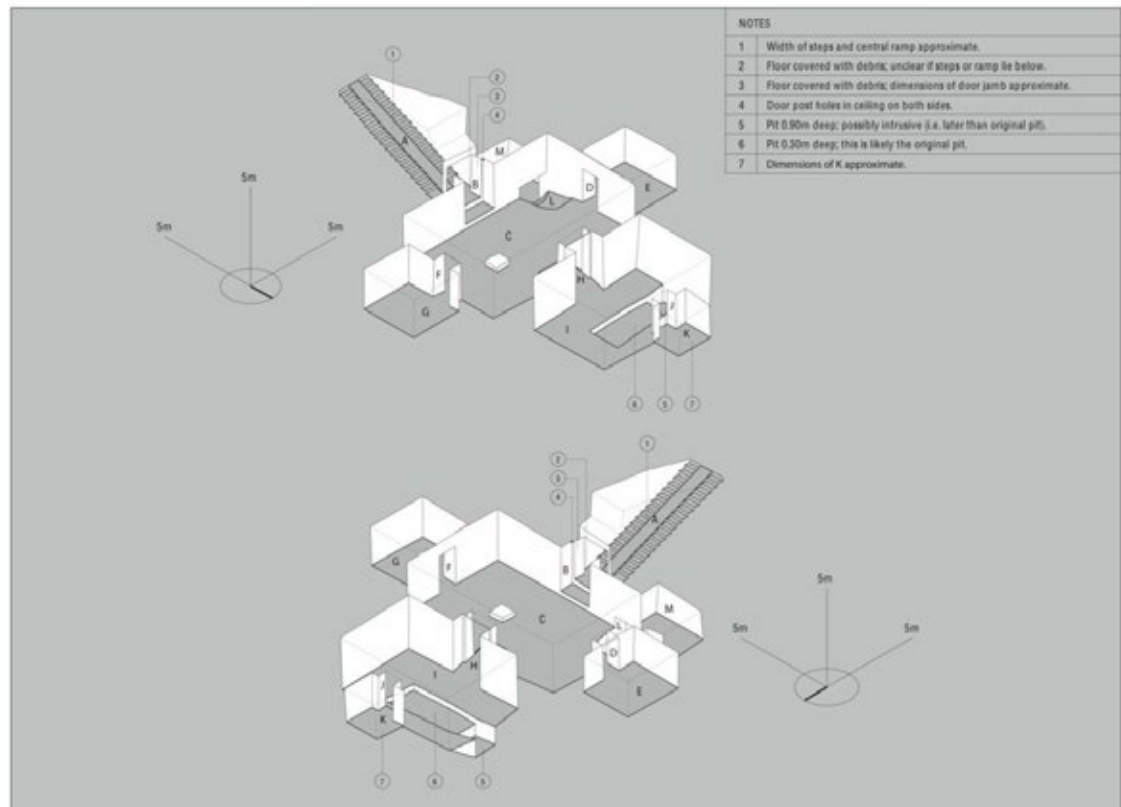 NOTES
1 Width of steps and central ramp approximate.
2 Floor covered with debris; unclear if steps or ramp lie below.
3 Floor covered with debris; dimensions of door jamb approximate.
4 Door post holes in ceiling on both sides.
5 Pit 0.90m deep; possibly intrusive (i.e. later than original pit).
6 Pit 0.30m deep; this is likely the original pit.
7 Dimensions of K approximate.
1
2
3
4
A
M
B
D
E
L
C
5m
5m
5m
F
H
G
I
J
K
6
5
7
1
2
3
4
A
G
F
B
C
M
L
D
E
H
I
J
K
5m
5m
5m
7
6
5